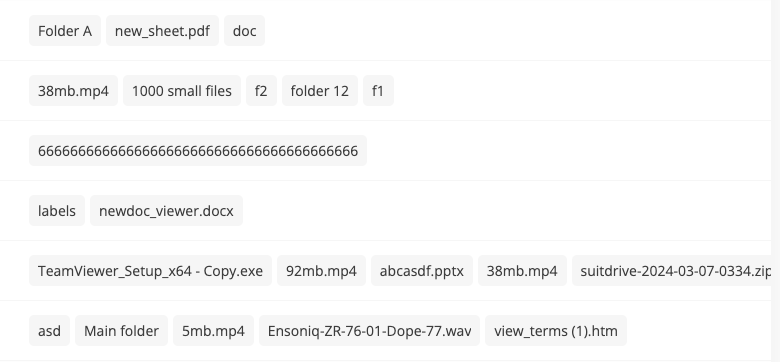 Folder A new_sheet.pdf doc
38mb.mp4 1000 small files f2 folder 12 f1
6666666666666666666666666666666666666666
labels newdoc_viewer.docx
TeamViewer_Setup_x64 - Copy.exe 92mb.mp4 abcasdf.pptx 38mb.mp4 suitdrive-2024-03-07-0334.zip
asd Main folder 5mb.mp4 Ensoniq-ZR-76-01-Dope-77.wav view_terms (1).htm